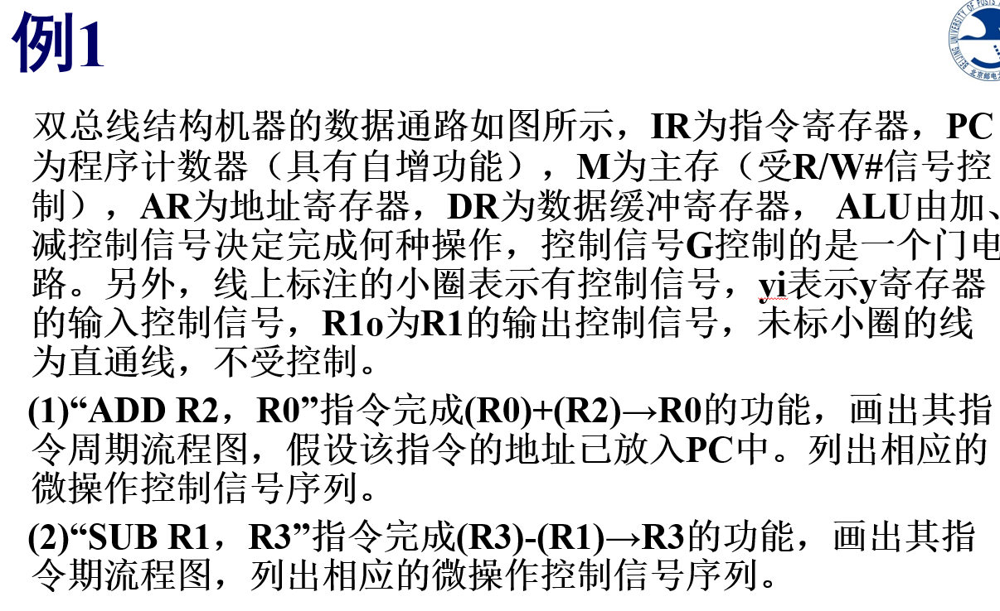 例1
双总线结构机器的数据通路如图所示，IR为指令寄存器，PC
为程序计数器（具有自增功能），M为主存（受R/W#信号控
制），AR为地址寄存器，DR为数据缓冲寄存器， ALU由加、
减控制信号决定完成何种操作，控制信号G控制的是一个门电
路。另外，线上标注的小圈表示有控制信号，yi表示y寄存器
的输入控制信号，R1o为R1的输出控制信号，未标小圈的线
为直通线，不受控制。
(1)“ADD R2，R0”指令完成(R0)+(R2)→R0的功能，画出其指
令周期流程图，假设该指令的地址已放入PC中。列出相应的
微操作控制信号序列。
(2)“SUB R1，R3”指令完成(R3)-(R1)→R3的功能，画出其指
令期流程图，列出相应的微操作控制信号序列。